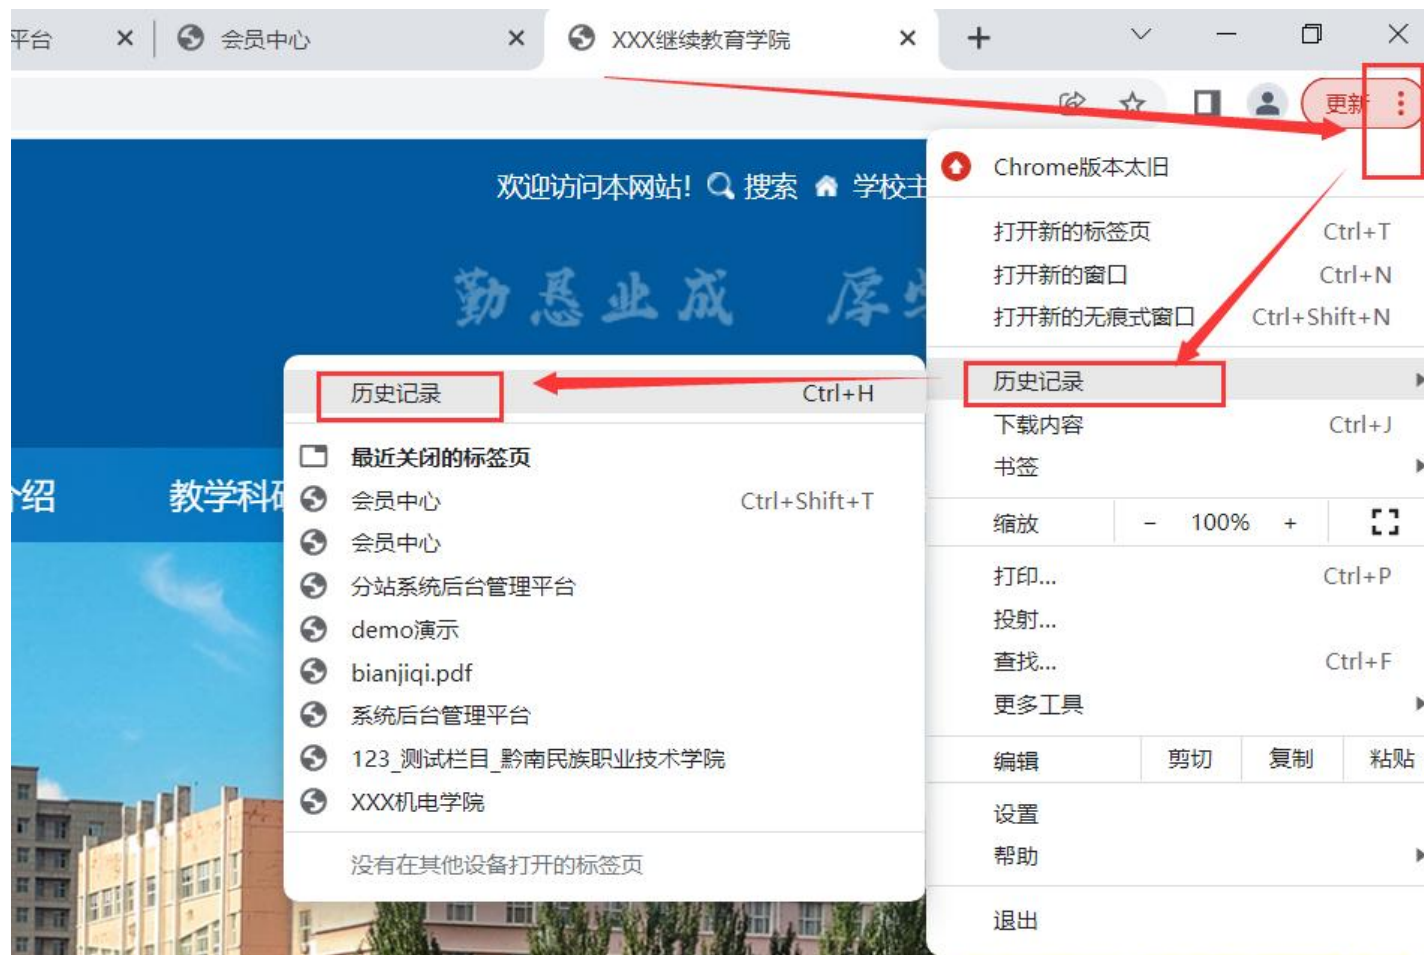 平台
会员中心
XXX继续教育学院
更新
欢迎访问本网站! 搜索 学校主
勤恳业成 厚
介绍
教学科研
Chrome版本太旧
打开新的标签页 Ctrl+T
打开新的窗口 Ctrl+N
打开新的无痕式窗口 Ctrl+Shift+N
历史记录
下载内容 Ctrl+J
书签
缩放 − 100% +
打印... Ctrl+P
投射...
查找... Ctrl+F
更多工具
编辑 剪切 复制 粘贴
设置
帮助
退出
历史记录 Ctrl+H
最近关闭的标签页
会员中心 Ctrl+Shift+T
会员中心
分站系统后台管理平台
demo演示
bianjiqi.pdf
系统后台管理平台
123_测试栏目_黔南民族职业技术学院
XXX机电学院
没有在其他设备打开的标签页